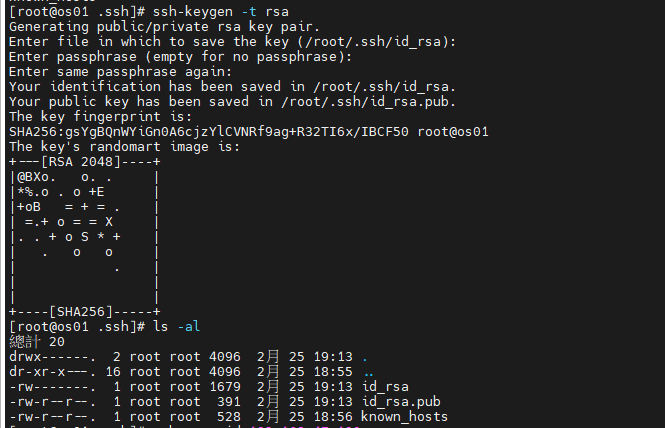 [root@os01 .ssh]# ssh-keygen -t rsa
Generating public/private rsa key pair.
Enter file in which to save the key (/root/.ssh/id_rsa):
Enter passphrase (empty for no passphrase):
Enter same passphrase again:
Your identification has been saved in /root/.ssh/id_rsa.
Your public key has been saved in /root/.ssh/id_rsa.pub.
The key fingerprint is:
SHA256:gsYgBQnWYiGn0A6cjzYlCVNRf9ag+R32TI6x/IBCF50 root@os01
The key's randomart image is:
+---[RSA 2048]----+
|@BXo.   o. .     |
|*%.o . o +E      |
|+oB   = + = .    |
| =.+ o = = X     |
|. . + o S * +    |
|   .   o   o     |
|            .    |
|                 |
|                 |
+----[SHA256]-----+
[root@os01 .ssh]# ls -al
總計 20
drwx------.  2 root root 4096  2月 25 19:13 .
dr-xr-x---. 16 root root 4096  2月 25 18:55 ..
-rw-------.  1 root root 1679  2月 25 19:13 id_rsa
-rw-r--r--.  1 root root  391  2月 25 19:13 id_rsa.pub
-rw-r--r--.  1 root root  528  2月 25 18:56 known_hosts